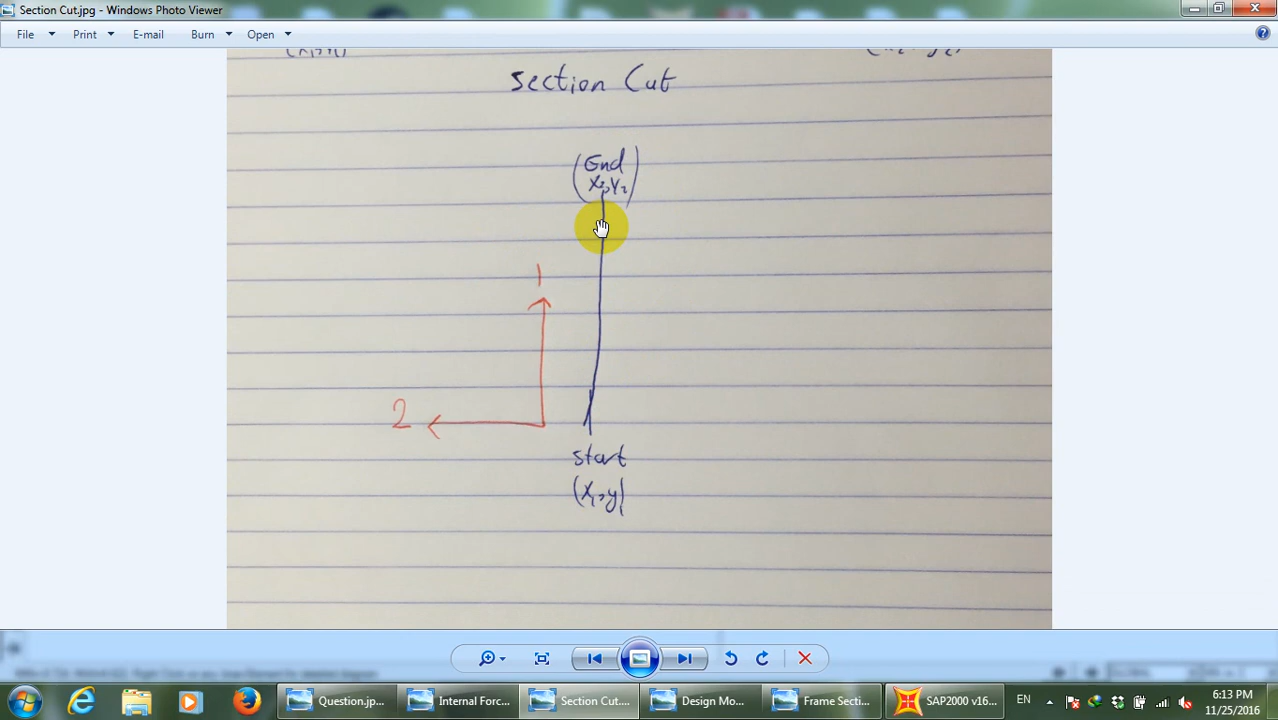 Section Cut.jpg - Windows Photo Viewer
File Print E-mail Burn Open
Section Cut
(End
X2,Y2)
1
2
start
(X1,y1)
Question.jp...
Internal Forc...
Section Cut....
Design Mo...
Frame Secti...
SAP2000 v16...
EN
6:13 PM
11/25/2016